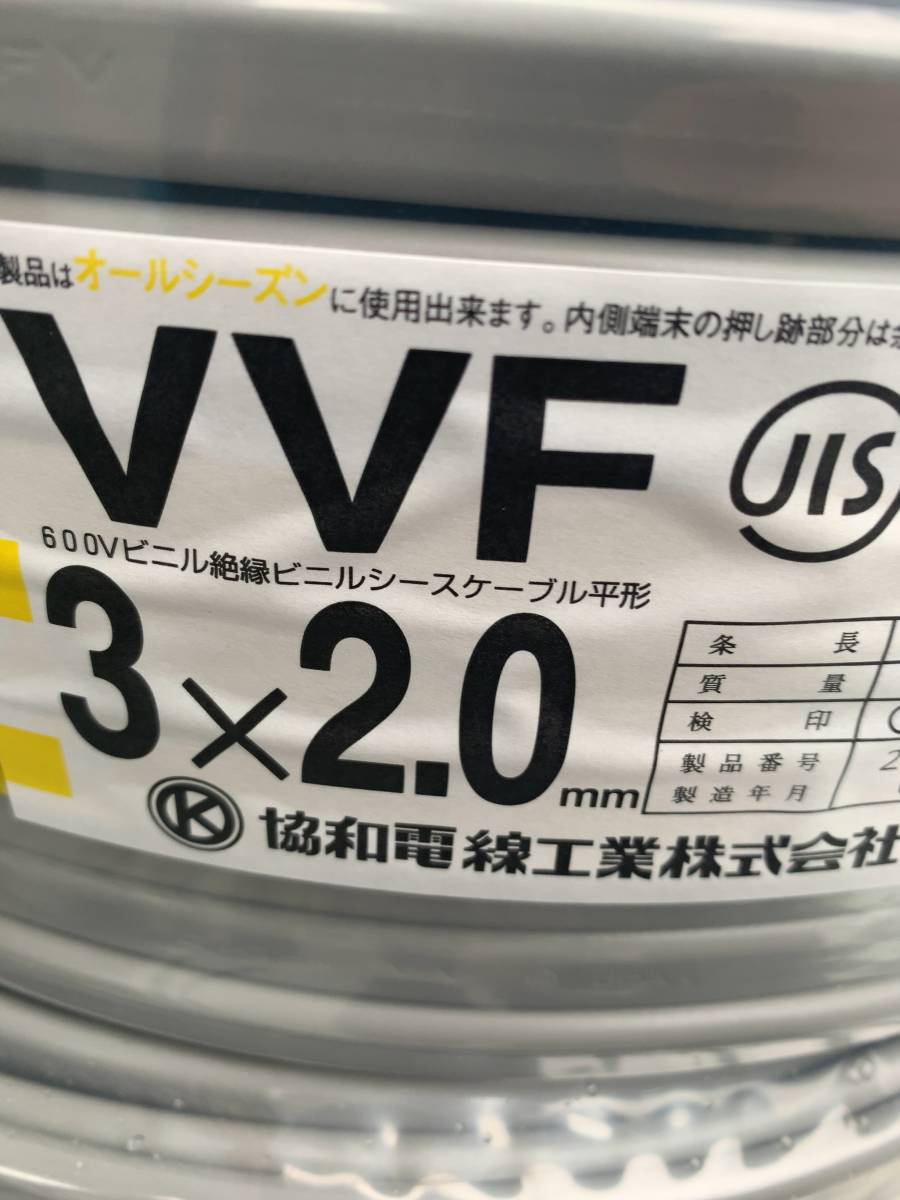 製品はオールシーズンに使用出来ます。内側端末の押し跡部分は
VVF
JIS
600Vビニル絶縁ビニルシースケーブル平形
3×2.0mm
条長
質量
検印
製品番号 2
製造年月
K 協和電線工業株式会社